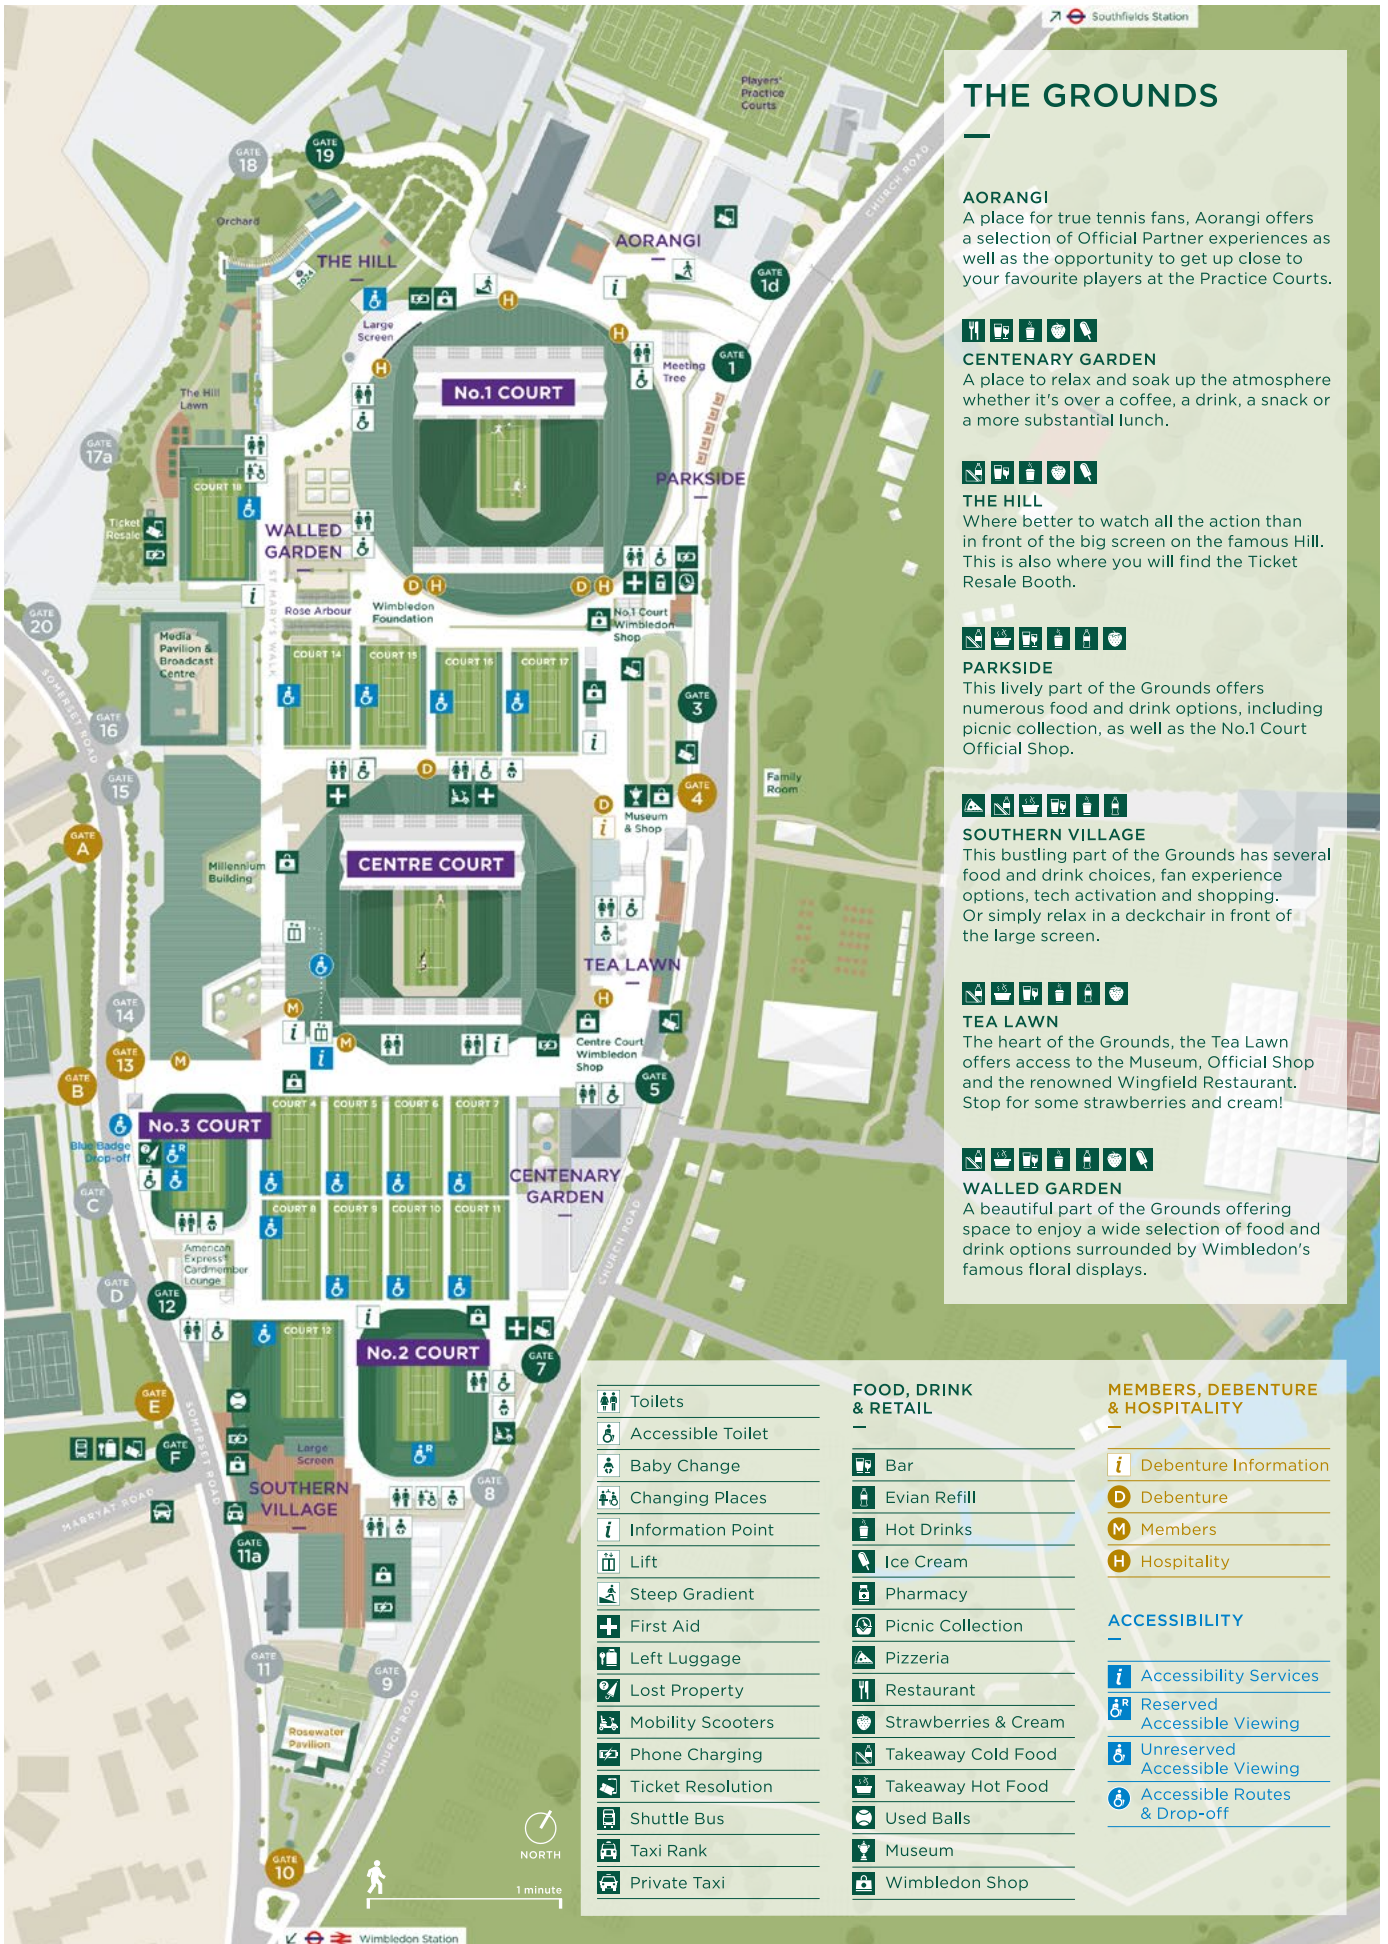 Southfields Station
THE GROUNDS
AORANGI
A place for true tennis fans, Aorangi offers
a selection of Official Partner experiences as
well as the opportunity to get up close to
your favourite players at the Practice Courts.
CENTENARY GARDEN
A place to relax and soak up the atmosphere
whether it's over a coffee, a drink, a snack or
a more substantial lunch.
THE HILL
Where better to watch all the action than
in front of the big screen on the famous Hill.
This is also where you will find the Ticket
Resale Booth.
PARKSIDE
This lively part of the Grounds offers
numerous food and drink options, including
picnic collection, as well as the No.1 Court
Official Shop.
SOUTHERN VILLAGE
This bustling part of the Grounds has several
food and drink choices, fan experience
options, tech activation and shopping.
Or simply relax in a deckchair in front of
the large screen.
TEA LAWN
The heart of the Grounds, the Tea Lawn
offers access to the Museum, Official Shop
and the renowned Wingfield Restaurant.
Stop for some strawberries and cream!
WALLED GARDEN
A beautiful part of the Grounds offering
space to enjoy a wide selection of food and
drink options surrounded by Wimbledon's
famous floral displays.
Players'
Practice
Courts
CHURCH ROAD
GATE
18
GATE
19
Orchard
THE HILL
2024
AORANGI
i
GATE
1d
Large
Screen
H
H
H
No.1 COURT
Meeting
Tree
GATE
1
The Hill
Lawn
GATE
17a
COURT 18
PARKSIDE
Ticket
Resale
WALLED
GARDEN
i
ST MARY'S WALK
Rose Arbour
D
H
D
H
Wimbledon
Foundation
No.1 Court
Wimbledon
Shop
GATE
20
Media
Pavilion &
Broadcast
Centre
COURT 14
COURT 15
COURT 16
COURT 17
GATE
3
SOMERSET ROAD
GATE
16
i
GATE
15
D
D
i
Museum
& Shop
GATE
4
Family
Room
GATE
A
Millennium
Building
CENTRE COURT
TEA LAWN
M
i
i
M
i
H
Centre Court
Wimbledon
Shop
GATE
14
GATE
13
M
GATE
B
GATE
5
Blue Badge
Drop-off
No.3 COURT
R
COURT 4
COURT 5
COURT 6
COURT 7
CENTENARY
GARDEN
GATE
C
COURT 8
COURT 9
COURT 10
COURT 11
CHURCH ROAD
American
Express®
Cardmember
Lounge
GATE
D
GATE
12
COURT 12
i
No.2 COURT
R
GATE
7
GATE
E
GATE
F
SOMERSET ROAD
MARRYAT ROAD
Large
Screen
SOUTHERN
VILLAGE
GATE
8
GATE
11a
GATE
11
GATE
9
Rosewater
Pavilion
CHURCH ROAD
GATE
10
NORTH
1 minute
Wimbledon Station
Toilets
Accessible Toilet
Baby Change
Changing Places
i Information Point
Lift
Steep Gradient
First Aid
Left Luggage
Lost Property
Mobility Scooters
Phone Charging
Ticket Resolution
Shuttle Bus
Taxi Rank
Private Taxi
FOOD, DRINK
& RETAIL
Bar
Evian Refill
Hot Drinks
Ice Cream
Pharmacy
Picnic Collection
Pizzeria
Restaurant
Strawberries & Cream
Takeaway Cold Food
Takeaway Hot Food
Used Balls
Museum
Wimbledon Shop
MEMBERS, DEBENTURE
& HOSPITALITY
i Debenture Information
D Debenture
M Members
H Hospitality
ACCESSIBILITY
i Accessibility Services
R Reserved
Accessible Viewing
Unreserved
Accessible Viewing
Accessible Routes
& Drop-off